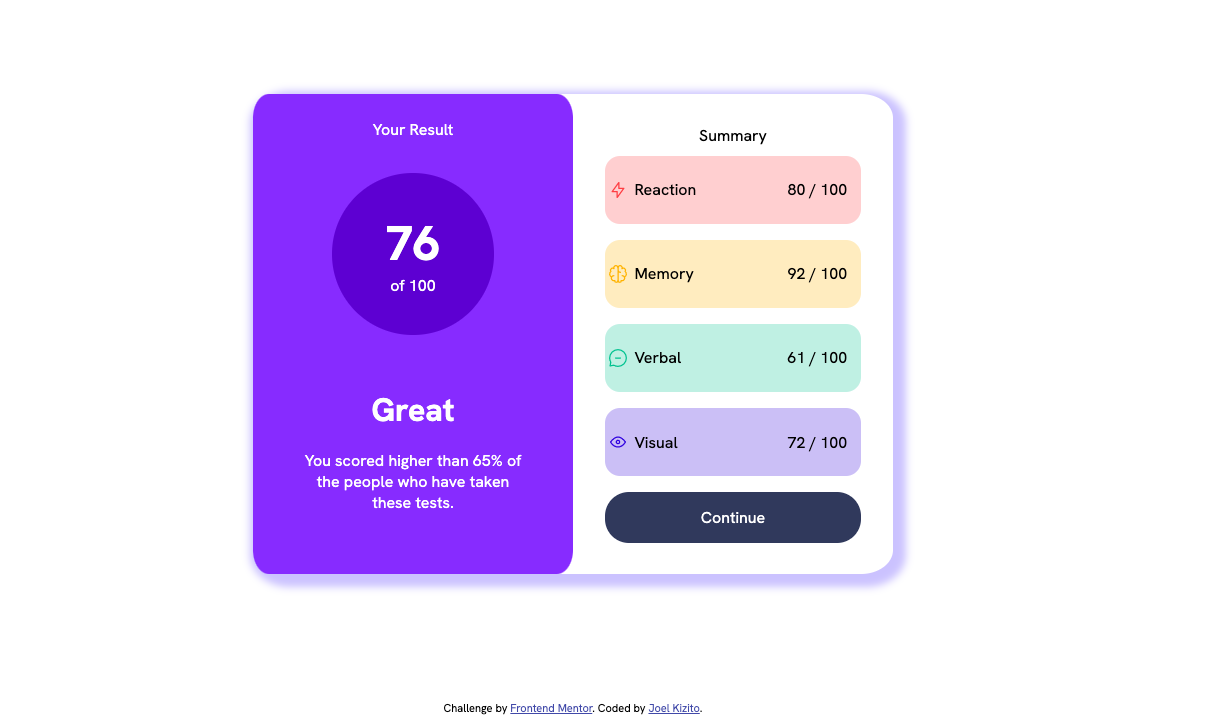 Your Result
76
of 100
Great
You scored higher than 65% of
the people who have taken
these tests.
Summary
Reaction 80 / 100
Memory 92 / 100
Verbal 61 / 100
Visual 72 / 100
Continue
Challenge by Frontend Mentor. Coded by Joel Kizito.